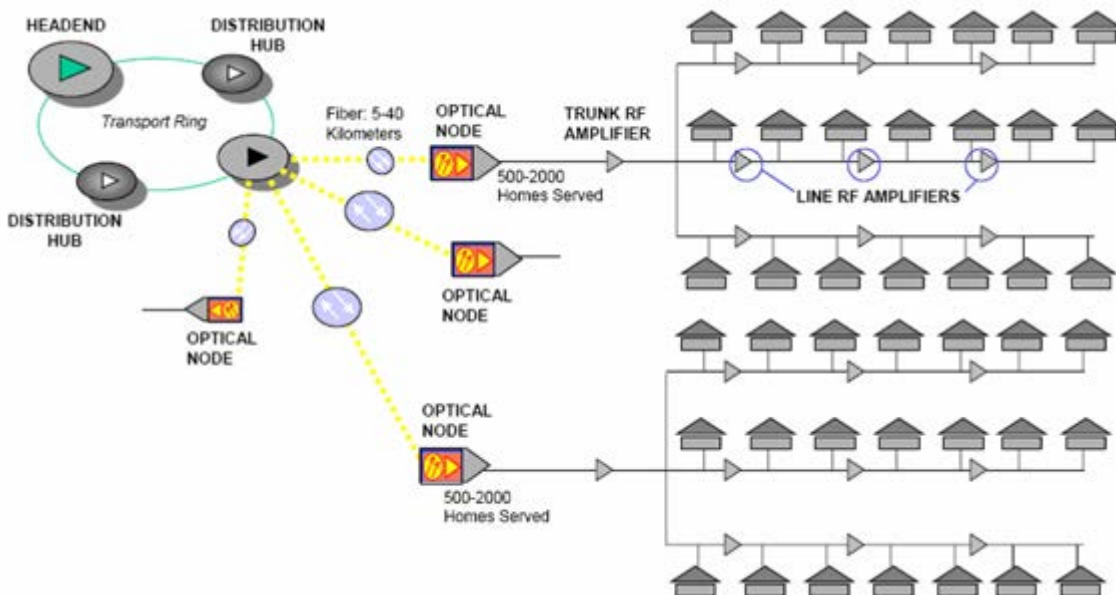 HEADEND
DISTRIBUTION
HUB
Transport Ring
DISTRIBUTION
HUB
Fiber: 5-40
Kilometers
OPTICAL
NODE
500-2000
Homes Served
TRUNK RF
AMPLIFIER
LINE RF AMPLIFIERS
OPTICAL
NODE
OPTICAL
NODE
OPTICAL
NODE
500-2000
Homes Served